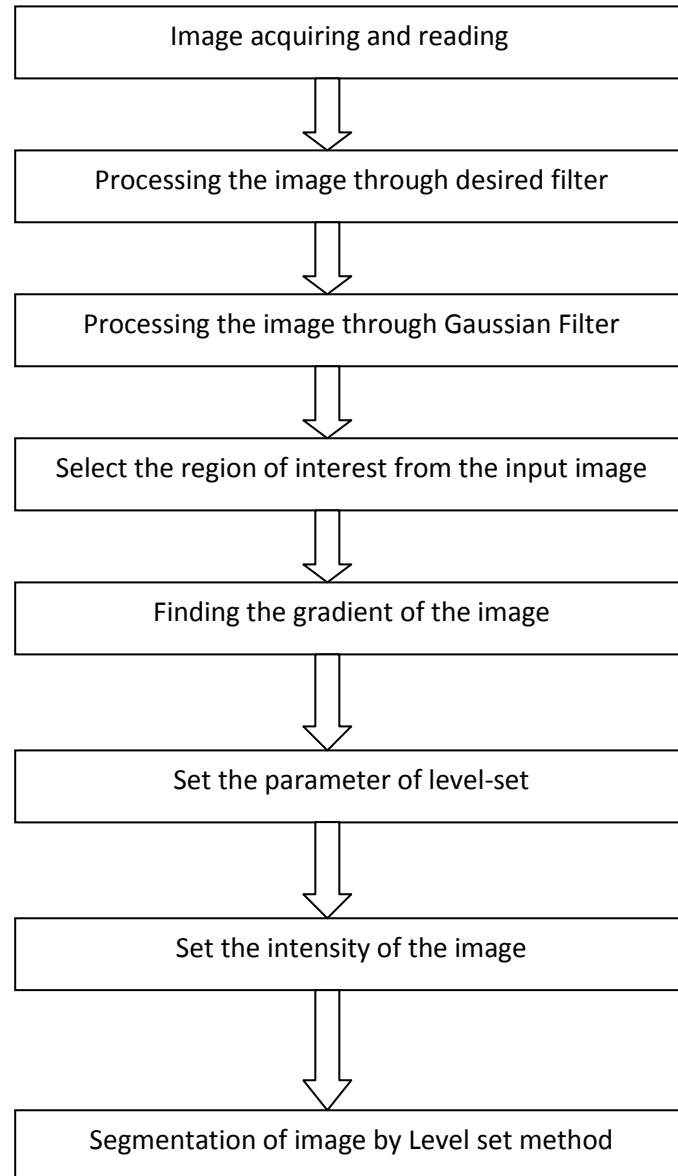 Image acquiring and reading
Processing the image through desired filter
Processing the image through Gaussian Filter
Select the region of interest from the input image
Finding the gradient of the image
Set the parameter of level-set
Set the intensity of the image
Segmentation of image by Level set method